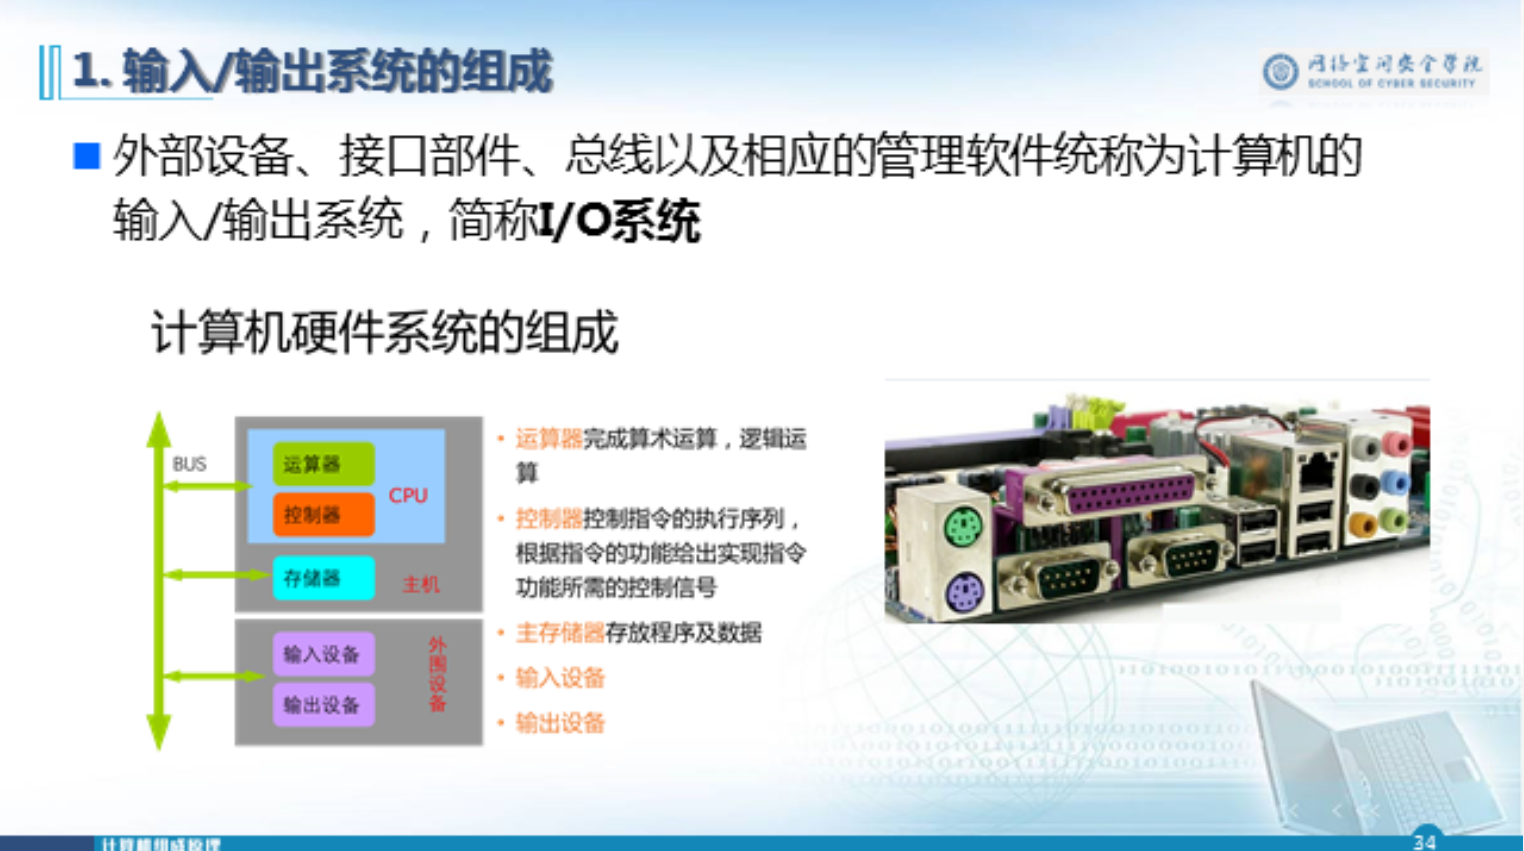 1. 输入/输出系统的组成
网络空间安全学院
SCHOOL OF CYBER SECURITY
外部设备、接口部件、总线以及相应的管理软件统称为计算机的
输入/输出系统，简称I/O系统
计算机硬件系统的组成
BUS
运算器
控制器
CPU
存储器
主机
输入设备
输出设备
外围设备
• 运算器完成算术运算，逻辑运
算
• 控制器控制指令的执行序列，
根据指令的功能给出实现指令
功能所需的控制信号
• 主存储器存放程序及数据
• 输入设备
• 输出设备
计算机组成原理
34